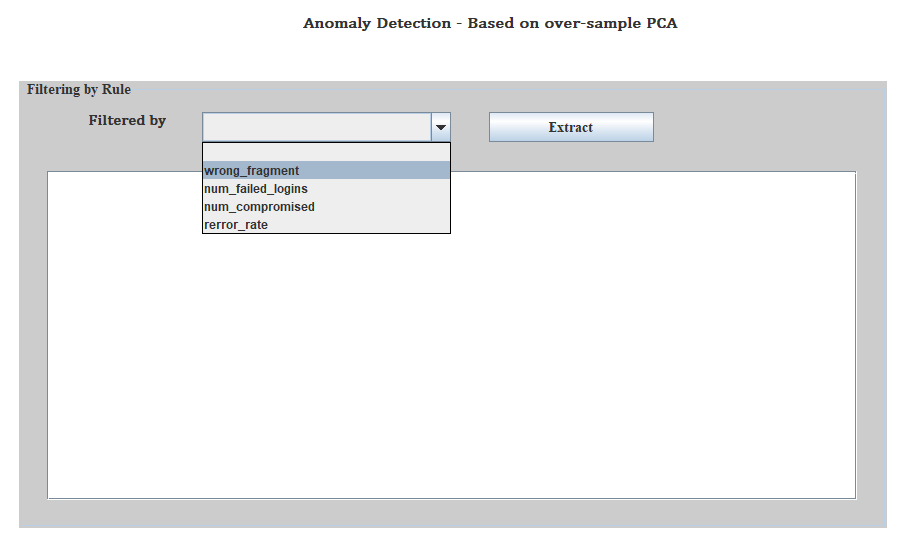 Anomaly Detection - Based on over-sample PCA
Filtering by Rule
Filtered by
Extract
wrong_fragment
num_failed_logins
num_compromised
rerror_rate